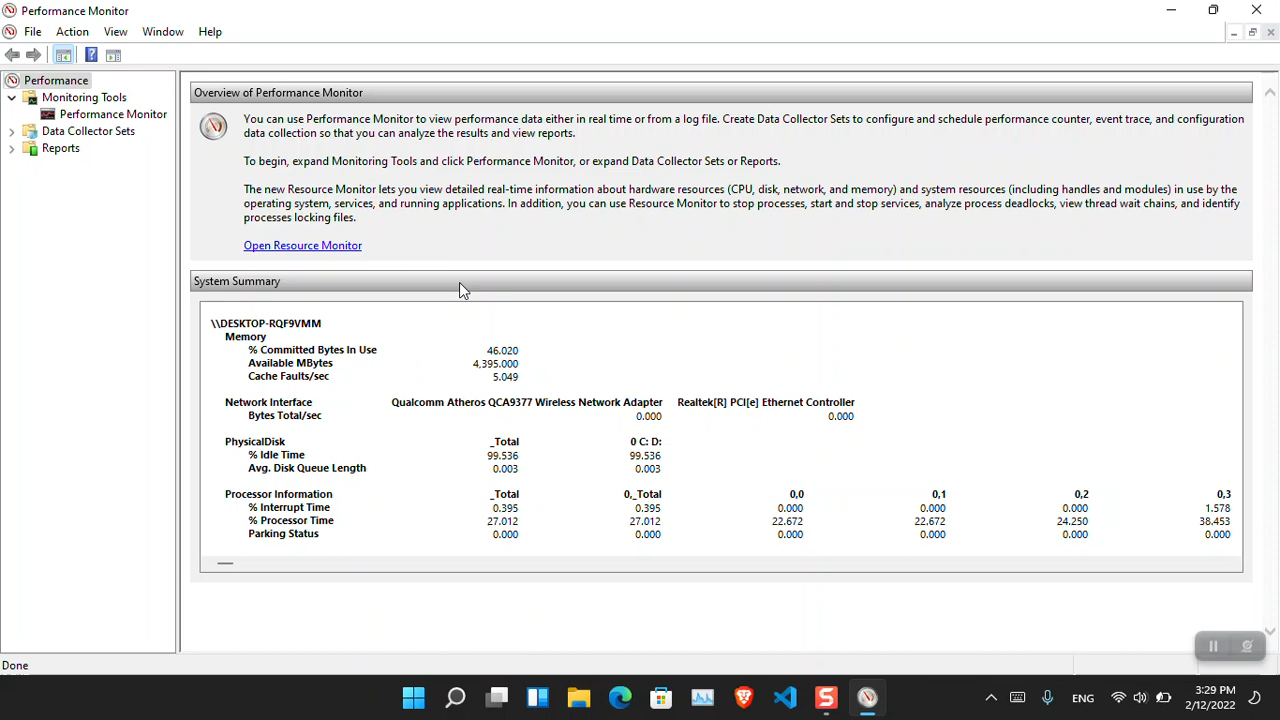 Performance Monitor
File Action View Window Help
Performance
Monitoring Tools
Performance Monitor
Data Collector Sets
Reports
Overview of Performance Monitor
You can use Performance Monitor to view performance data either in real time or from a log file. Create Data Collector Sets to configure and schedule performance counter, event trace, and configuration
data collection so that you can analyze the results and view reports.
To begin, expand Monitoring Tools and click Performance Monitor, or expand Data Collector Sets or Reports.
The new Resource Monitor lets you view detailed real-time information about hardware resources (CPU, disk, network, and memory) and system resources (including handles and modules) in use by the
operating system, services, and running applications. In addition, you can use Resource Monitor to stop processes, start and stop services, analyze process deadlocks, view thread wait chains, and identify
processes locking files.
Open Resource Monitor
System Summary
\\DESKTOP-RQF9VMM
Memory
% Committed Bytes In Use 46.020
Available MBytes 4,395.000
Cache Faults/sec 5.049
Network Interface Qualcomm Atheros QCA9377 Wireless Network Adapter Realtek[R] PCI[e] Ethernet Controller
Bytes Total/sec 0.000 0.000
PhysicalDisk _Total 0 C: D:
% Idle Time 99.536 99.536
Avg. Disk Queue Length 0.003 0.003
Processor Information _Total 0,_Total 0,0 0,1 0,2 0,3
% Interrupt Time 0.395 0.395 0.000 0.000 0.000 1.578
% Processor Time 27.012 27.012 22.672 22.672 24.250 38.453
Parking Status 0.000 0.000 0.000 0.000 0.000 0.000
Done
ENG
3:29 PM
2/12/2022